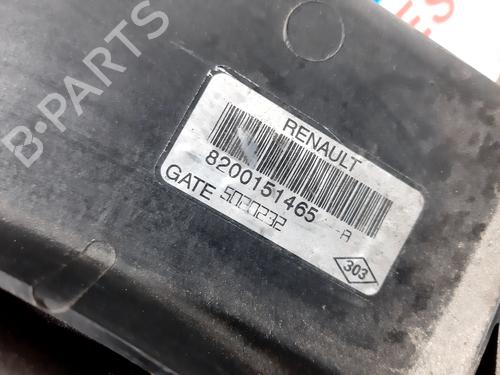 RENAULT
8200151465--A
GATE 5020232
303
B-PARTS